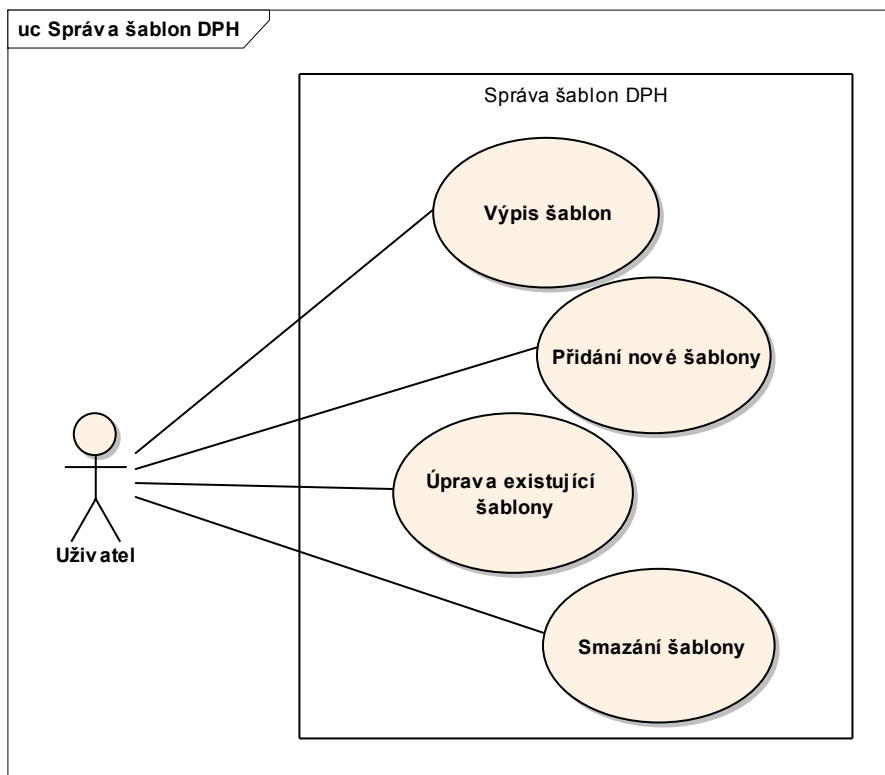 uc Správa šablon DPH
Správa šablon DPH
Výpis šablon
Přidání nové šablony
Úprava existující
šablony
Uživatel
Smazání šablony